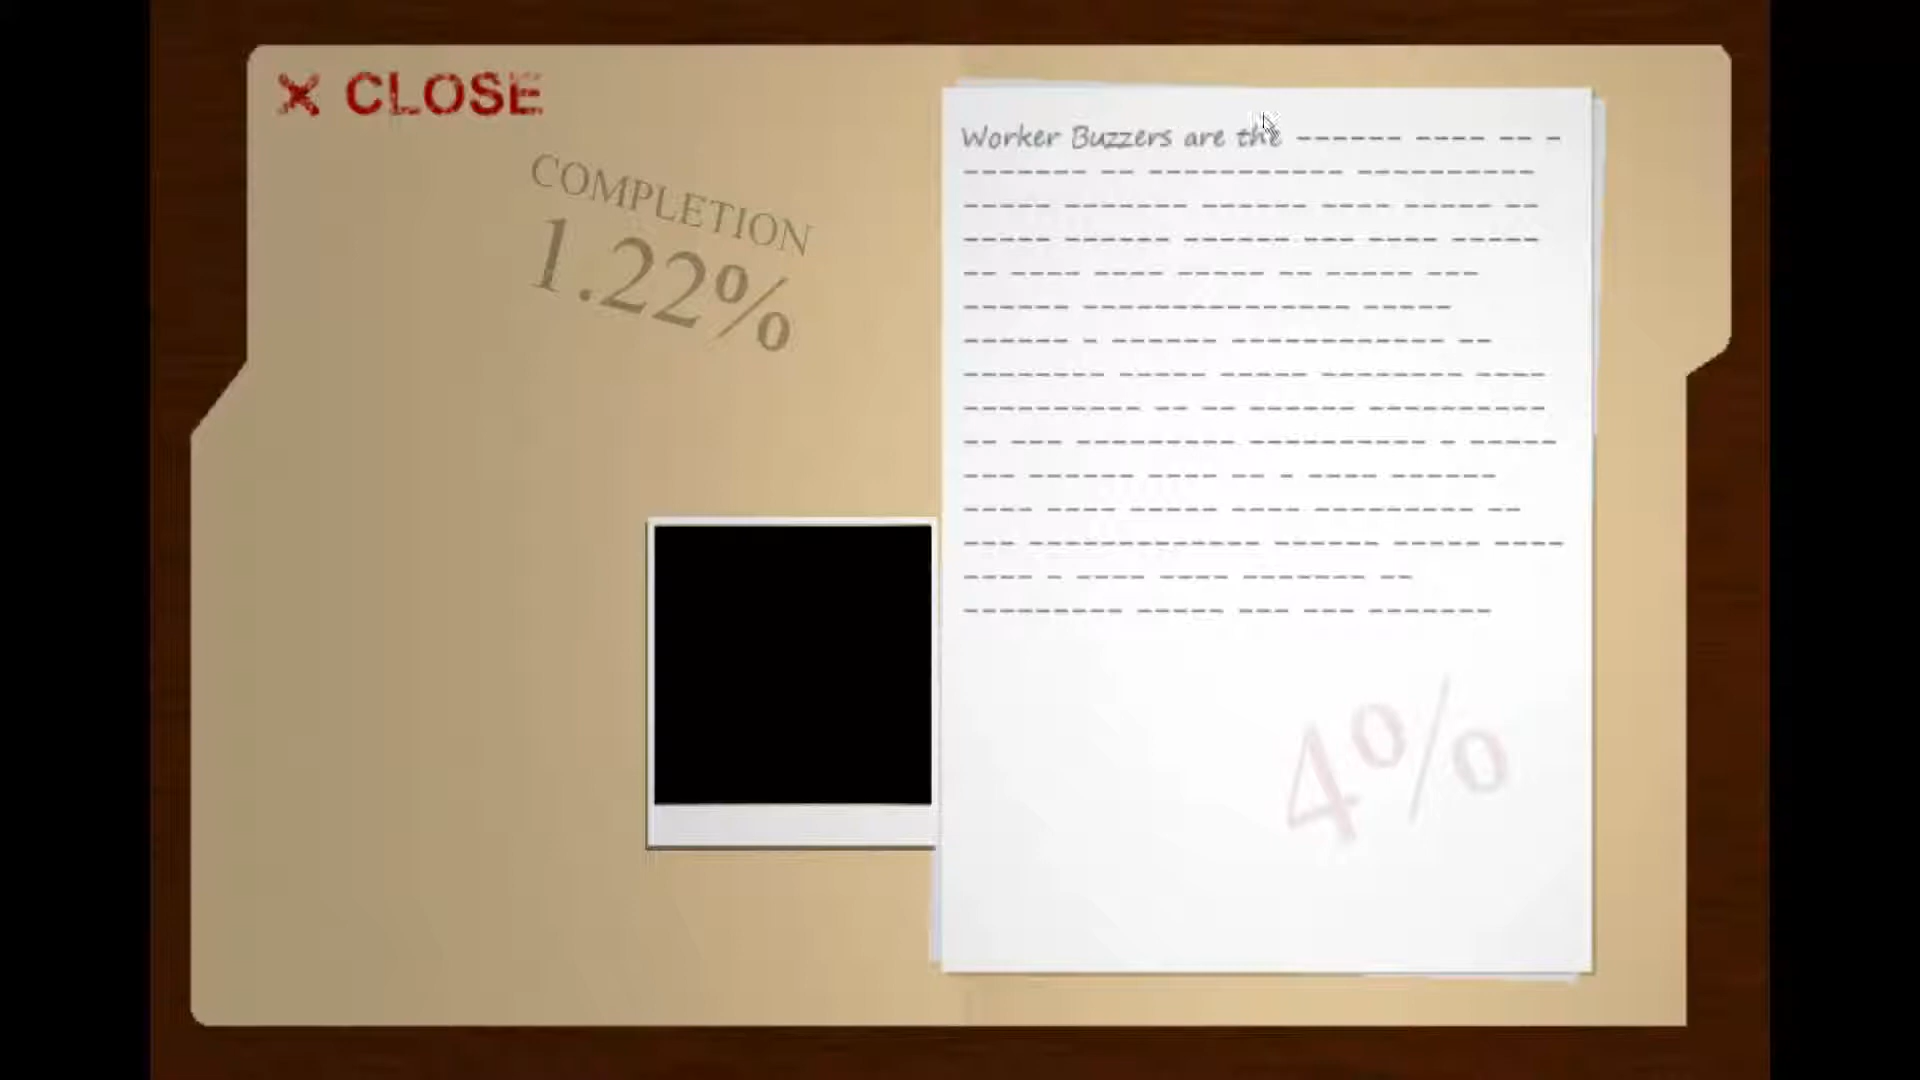 X CLOSE
COMPLETION
1.22%
Worker Buzzers are the ------ ---- -- -
------- -- ----------- ----------
----- ------ ------ ---- ----- --
----- ------ ------ --- ---- -----
-- ---- ---- ----- -- ----- ---
------ --------------- -----
------ - ------ ------------ --
-------- ----- ----- -------- ----
---------- -- -- ------ ----------
-- --- --------- ---------- - -----
--- ------ ---- -- - ---- ------
---- ----- ---- --------- --
--- ------------- ------ ----- ----
---- - ---- ---- ------- --
--------- ----- --- --- -------
4%